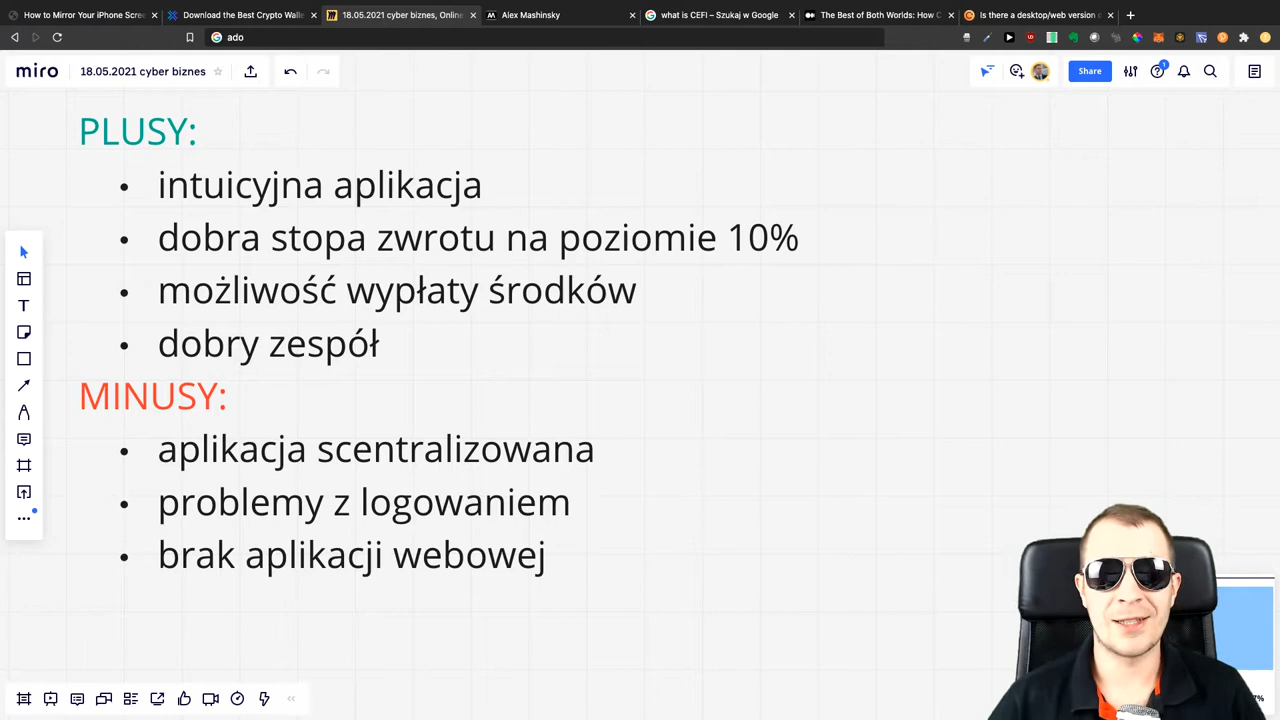 How to Mirror Your iPhone Scree
Download the Best Crypto Walle
18.05.2021 cyber biznes, Online
Alex Mashinsky
what is CEFI – Szukaj w Google
The Best of Both Worlds: How C
Is there a desktop/web version o
ado
miro
18.05.2021 cyber biznes
Share
PLUSY:
• intuicyjna aplikacja
• dobra stopa zwrotu na poziomie 10%
• możliwość wypłaty środków
• dobry zespół
MINUSY:
• aplikacja scentralizowana
• problemy z logowaniem
• brak aplikacji webowej